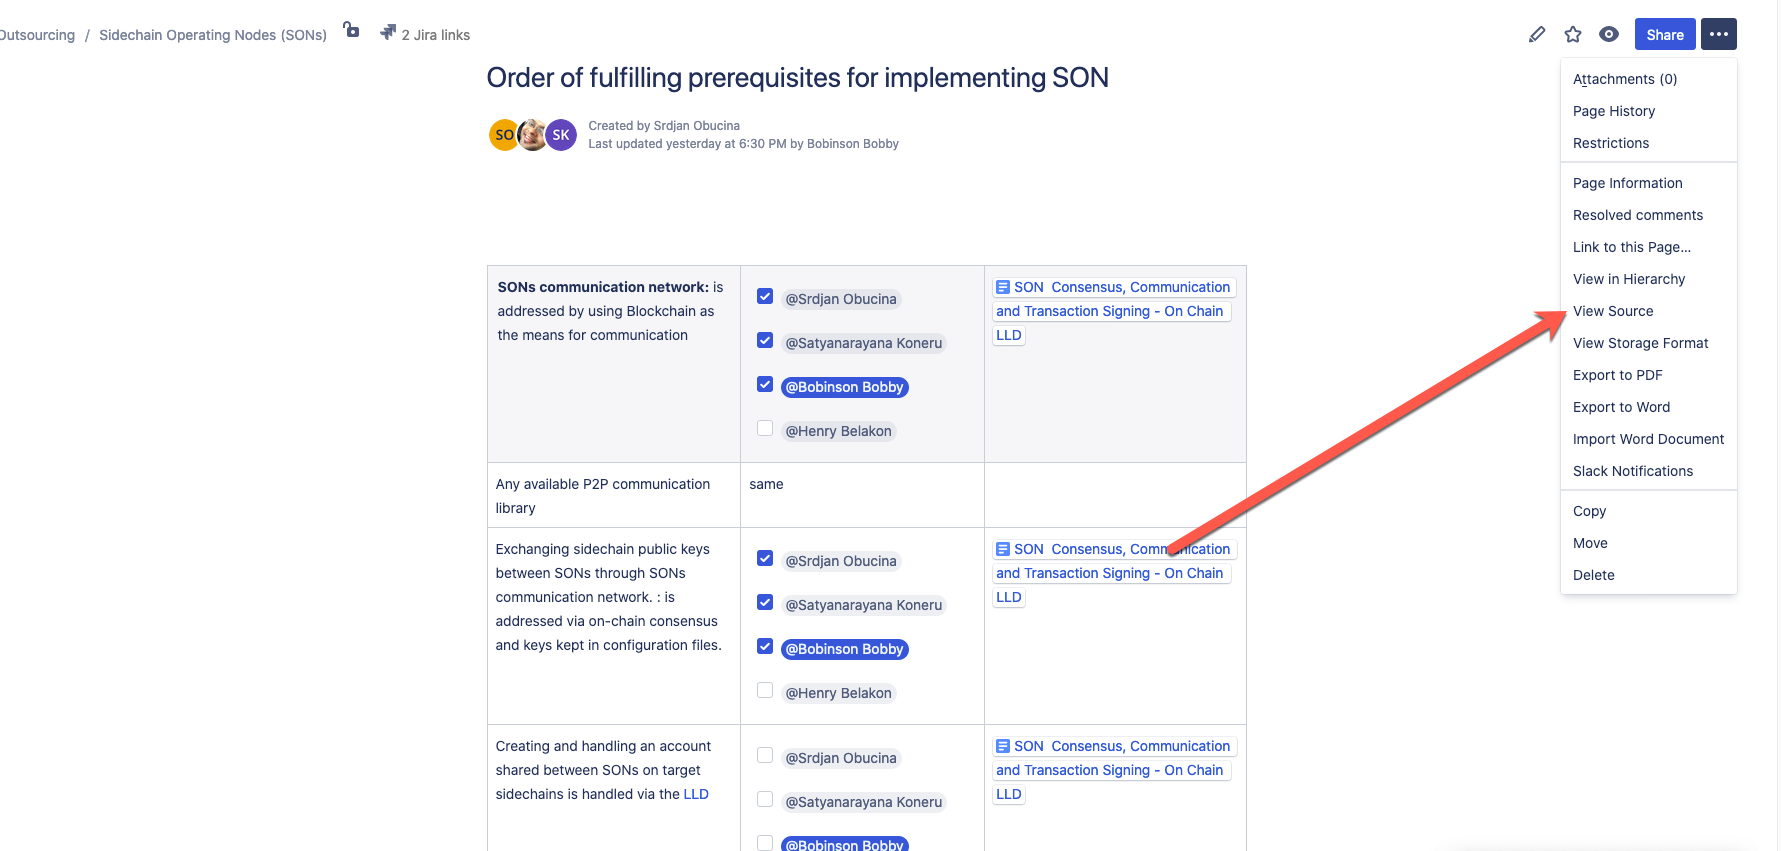 Outsourcing / Sidechain Operating Nodes (SONs) 2 Jira links
Share
Order of fulfilling prerequisites for implementing SON
SO
SK
Created by Srdjan Obucina
Last updated yesterday at 6:30 PM by Bobinson Bobby
Attachments (0)
Page History
Restrictions
Page Information
Resolved comments
Link to this Page...
View in Hierarchy
View Source
View Storage Format
Export to PDF
Export to Word
Import Word Document
Slack Notifications
Copy
Move
Delete
SONs communication network: is
addressed by using Blockchain as
the means for communication
@Srdjan Obucina
@Satyanarayana Koneru
@Bobinson Bobby
@Henry Belakon
SON Consensus, Communication
and Transaction Signing - On Chain
LLD
Any available P2P communication
library
same
Exchanging sidechain public keys
between SONs through SONs
communication network. : is
addressed via on-chain consensus
and keys kept in configuration files.
@Srdjan Obucina
@Satyanarayana Koneru
@Bobinson Bobby
@Henry Belakon
SON Consensus, Communication
and Transaction Signing - On Chain
LLD
Creating and handling an account
shared between SONs on target
sidechains is handled via the LLD
@Srdjan Obucina
@Satyanarayana Koneru
@Bobinson Bobby
SON Consensus, Communication
and Transaction Signing - On Chain
LLD